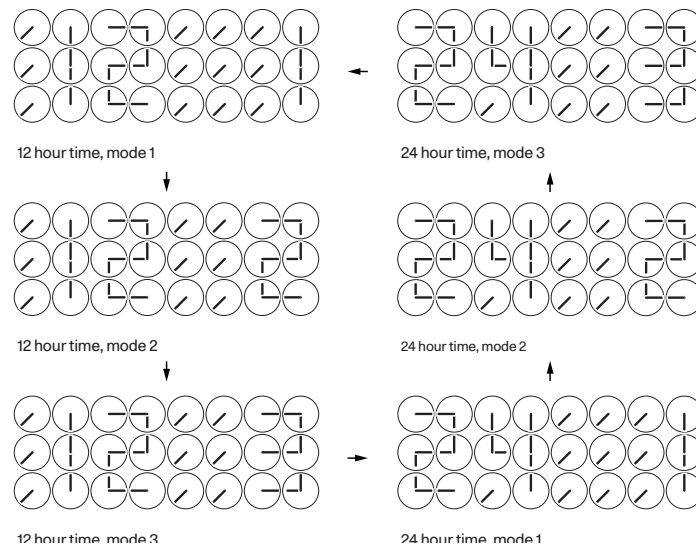 12 hour time, mode 1
24 hour time, mode 3
12 hour time, mode 2
24 hour time, mode 2
12 hour time, mode 3
24 hour time, mode 1